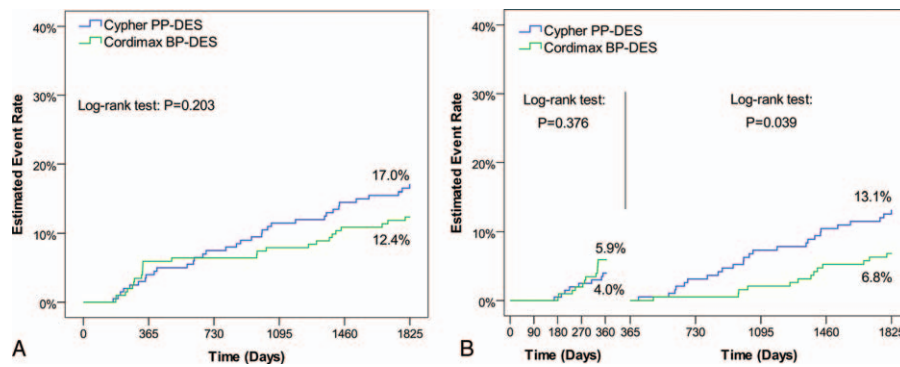 40%
30%
20%
10%
0%
Estimated Event Rate
Cypher PP-DES
Cordimax BP-DES
Log-rank test: P=0.203
17.0%
12.4%
0 365 730 1095 1460 1825
Time (Days)
A
40%
30%
20%
10%
0%
Estimated Event Rate
Cypher PP-DES
Cordimax BP-DES
Log-rank test:
P=0.376
Log-rank test:
P=0.039
5.9%
4.0%
13.1%
6.8%
0 90 180 270 360 365 730 1095 1460 1825
Time (Days) Time (Days)
B